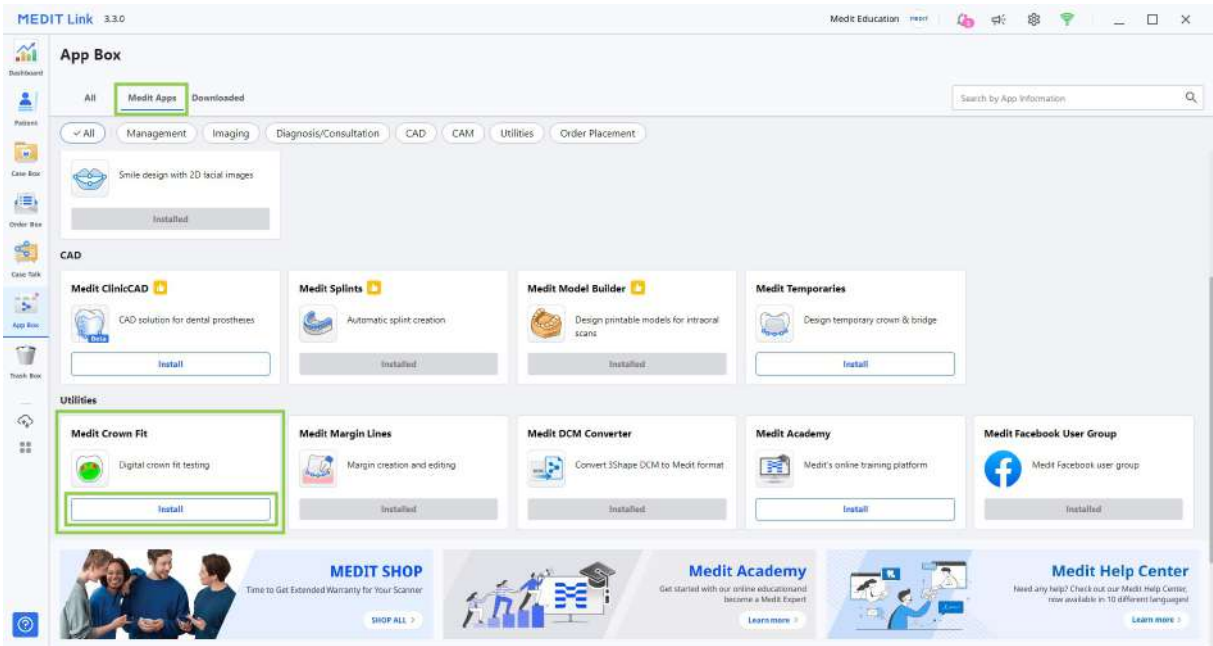 MEDIT Link 3.3.0
Medit Education
App Box
Dashboard
Patient
Case Box
Order Box
Case Talk
App Box
Trash Box
All Medit Apps Downloaded
Search by App Information
All Management Imaging Diagnosis/Consultation CAD CAM Utilities Order Placement
Smile design with 2D facial images
Installed
CAD
Medit ClinicCAD
CAD solution for dental prostheses
Beta
Install
Medit Splints
Automatic splint creation
Installed
Medit Model Builder
Design printable models for intraoral
scans
Installed
Medit Temporaries
Design temporary crown & bridge
Install
Utilities
Medit Crown Fit
Digital crown fit testing
Install
Medit Margin Lines
Margin creation and editing
Installed
Medit DCM Converter
Convert 3Shape DCM to Medit format
Installed
Medit Academy
Medit's online training platform
Install
Medit Facebook User Group
Medit Facebook user group
Installed
MEDIT SHOP
Time to Get Extended Warranty for Your Scanner
SHOP ALL >
Medit Academy
Get started with our online educationand
become a Medit Expert
Learn more >
Medit Help Center
Need any help? Check out our Medit Help Center,
now available in 10 different languages!
Learn more >